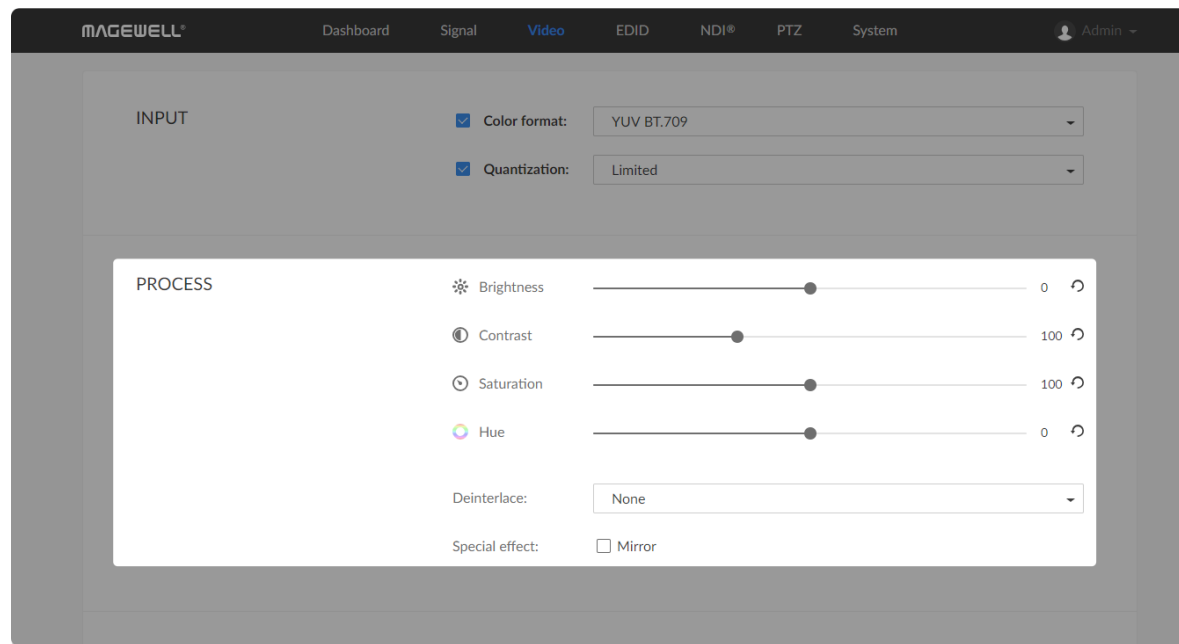 MAGEWELL® Dashboard Signal Video EDID NDI® PTZ System Admin
INPUT Color format: YUV BT.709
Quantization: Limited
PROCESS Brightness 0
Contrast 100
Saturation 100
Hue 0
Deinterlace: None
Special effect: Mirror